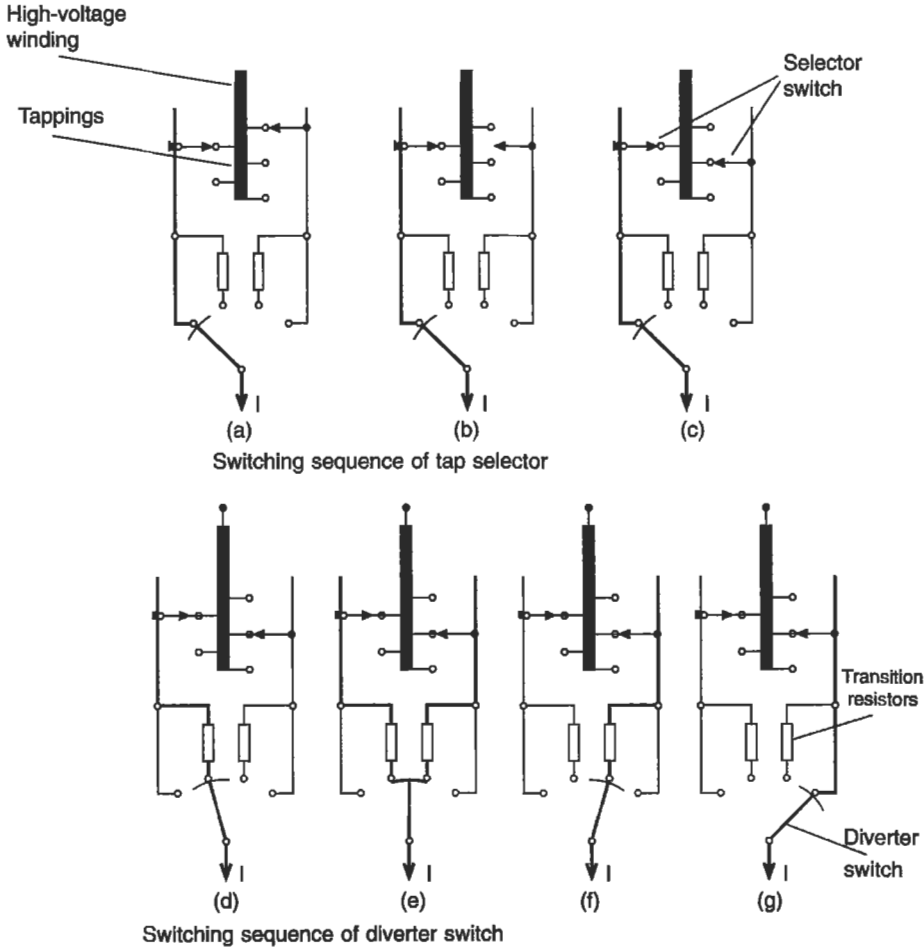 High-voltage
winding
Tappings
Selector
switch
I
I
I
(a)
(b)
(c)
Switching sequence of tap selector
Transition
resistors
Diverter
switch
I
I
I
I
(d)
(e)
(f)
(g)
Switching sequence of diverter switch